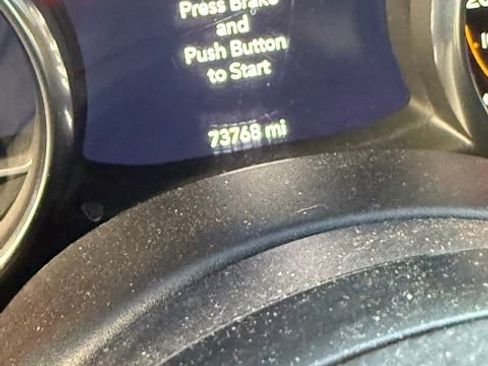 Press Brake
and
Push Button
to Start
73768 mi